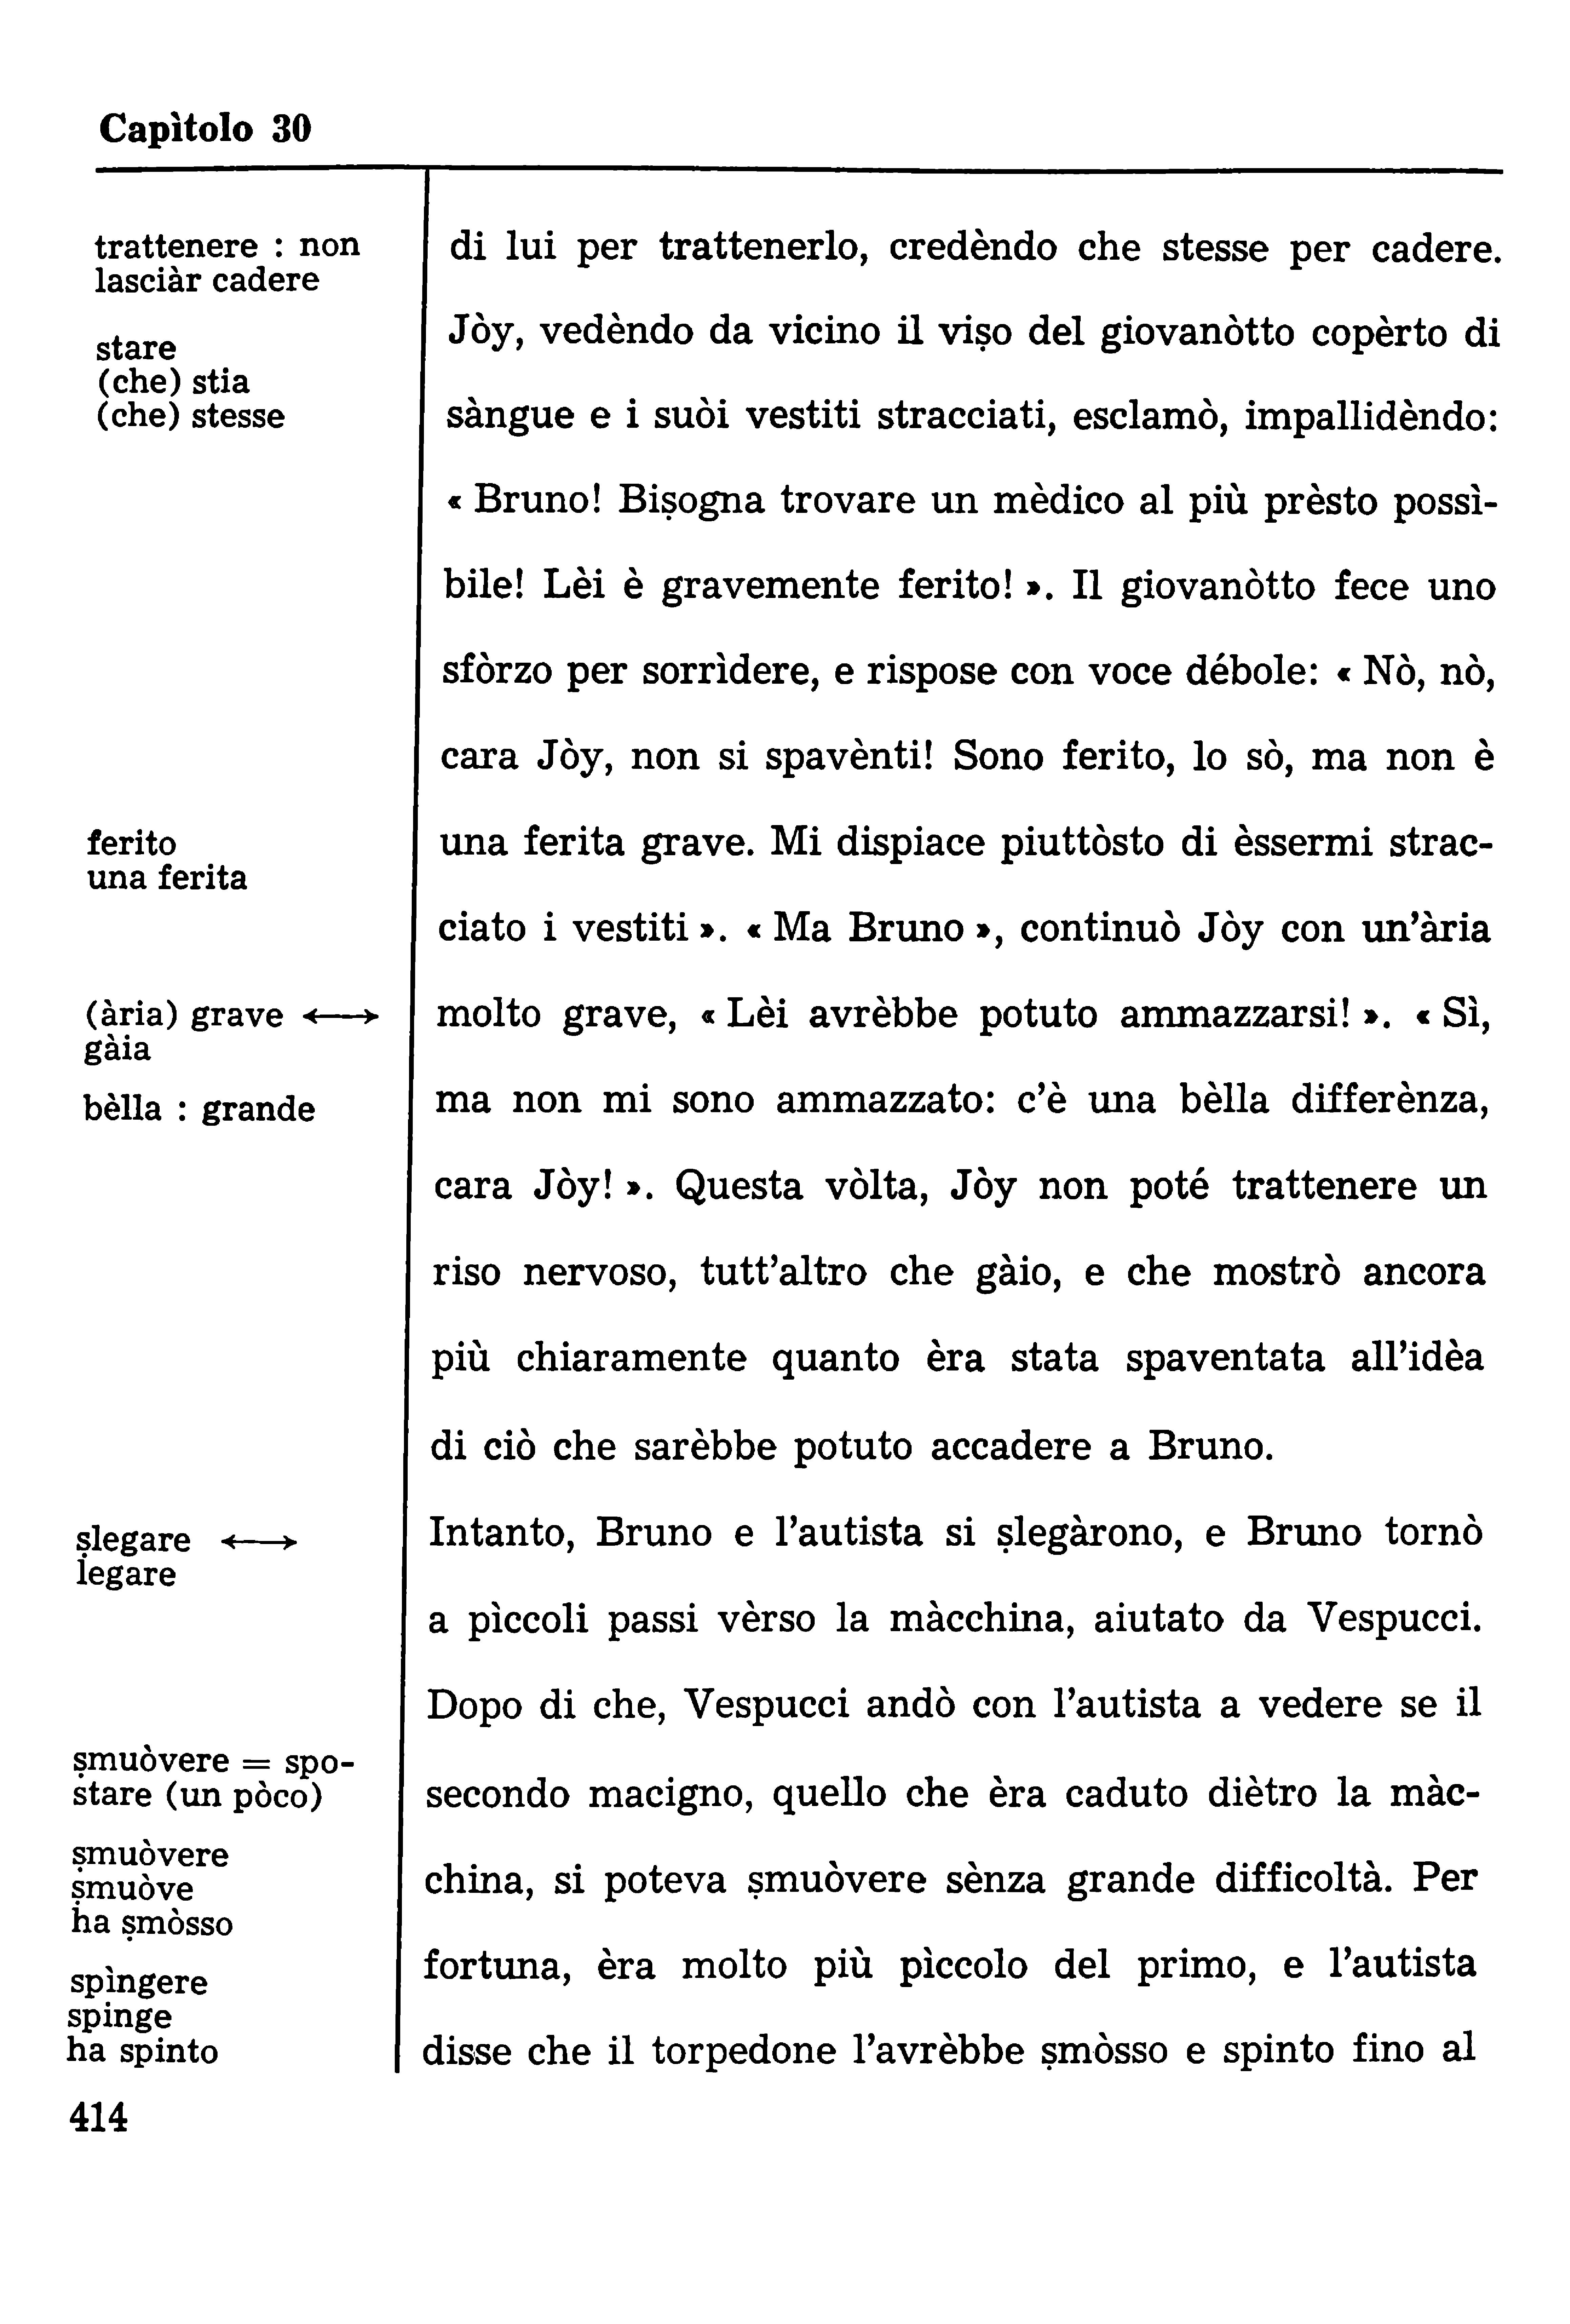 Capìtolo 30
trattenere : non
lasciàr cadere
stare
(che) stia
(che) stesse
ferito
una ferita
(ària) grave ⟷
gàia
bèlla : grande
ṣlegare ⟷
legare
ṣmuòvere = spo-
stare (un pòco)
ṣmuòvere
ṣmuòve
ha ṣmòsso
spìngere
spinge
ha spinto
di lui per trattenerlo, credèndo che stesse per cadere.
Jòy, vedèndo da vicino il viṣo del giovanòtto copèrto di
sàngue e i suòi vestiti stracciati, esclamò, impallidèndo:
« Bruno! Biṣogna trovare un mèdico al più prèsto possì-
bile! Lèi è gravemente ferito! ». Il giovanòtto fece uno
sfòrzo per sorrìdere, e rispose con voce débole: « Nò, nò,
cara Jòy, non si spavènti! Sono ferito, lo sò, ma non è
una ferita grave. Mi dispiace piuttòsto di èssermi strac-
ciato i vestiti ». « Ma Bruno », continuò Jòy con un'ària
molto grave, « Lèi avrèbbe potuto ammazzarsi! ». « Sì,
ma non mi sono ammazzato: c'è una bèlla differènza,
cara Jòy! ». Questa vòlta, Jòy non poté trattenere un
riso nervoso, tutt'altro che gàio, e che mostrò ancora
più chiaramente quanto èra stata spaventata all'idèa
di ciò che sarèbbe potuto accadere a Bruno.
Intanto, Bruno e l'autista si ṣlegàrono, e Bruno tornò
a pìccoli passi vèrso la màcchina, aiutato da Vespucci.
Dopo di che, Vespucci andò con l'autista a vedere se il
secondo macigno, quello che èra caduto diètro la màc-
china, si poteva ṣmuòvere sènza grande difficoltà. Per
fortuna, èra molto più pìccolo del primo, e l'autista
disse che il torpedone l'avrèbbe ṣmòsso e spinto fino al
414